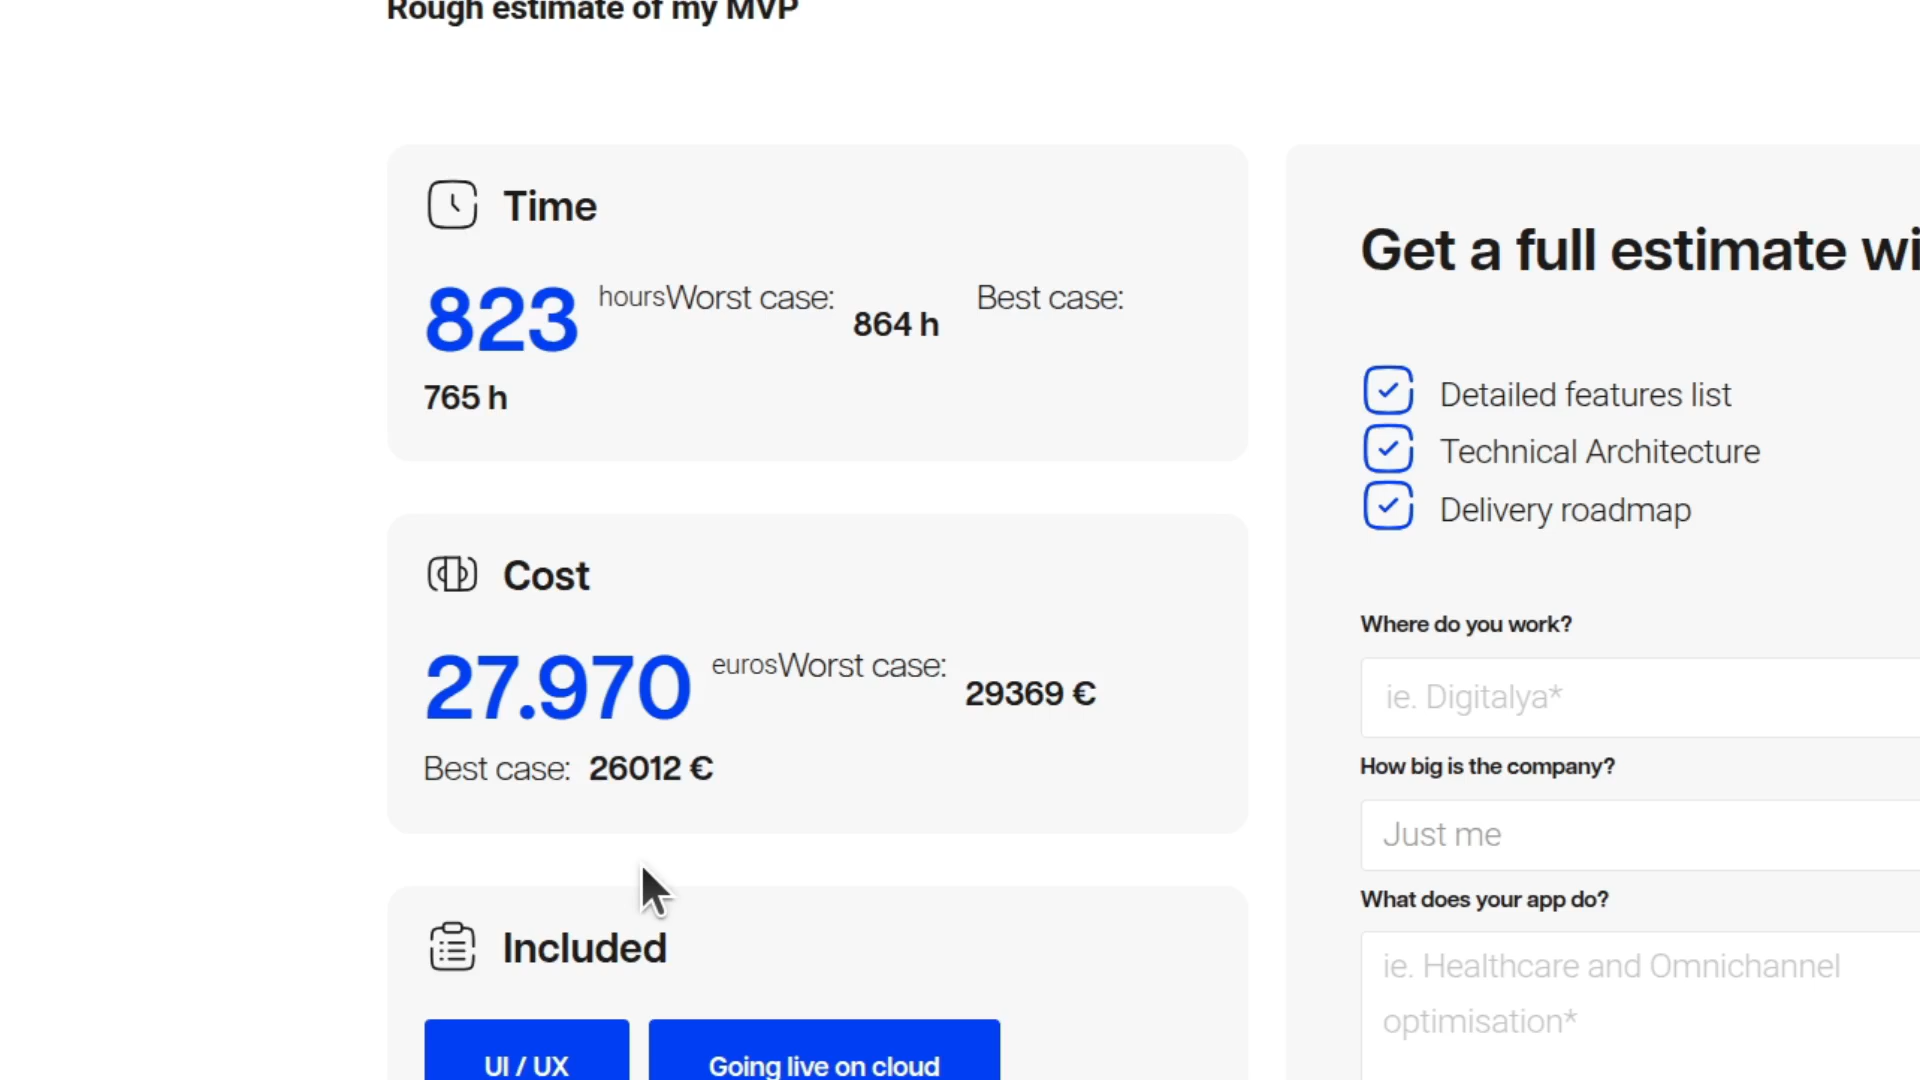 Rough estimate of my MVP
Time
823 hoursWorst case: 864 h Best case:
765 h
Cost
27.970 eurosWorst case: 29369 €
Best case: 26012 €
Included
UI / UX
Going live on cloud
Get a full estimate wi
Detailed features list
Technical Architecture
Delivery roadmap
Where do you work?
ie. Digitalya*
How big is the company?
Just me
What does your app do?
ie. Healthcare and Omnichannel
optimisation*